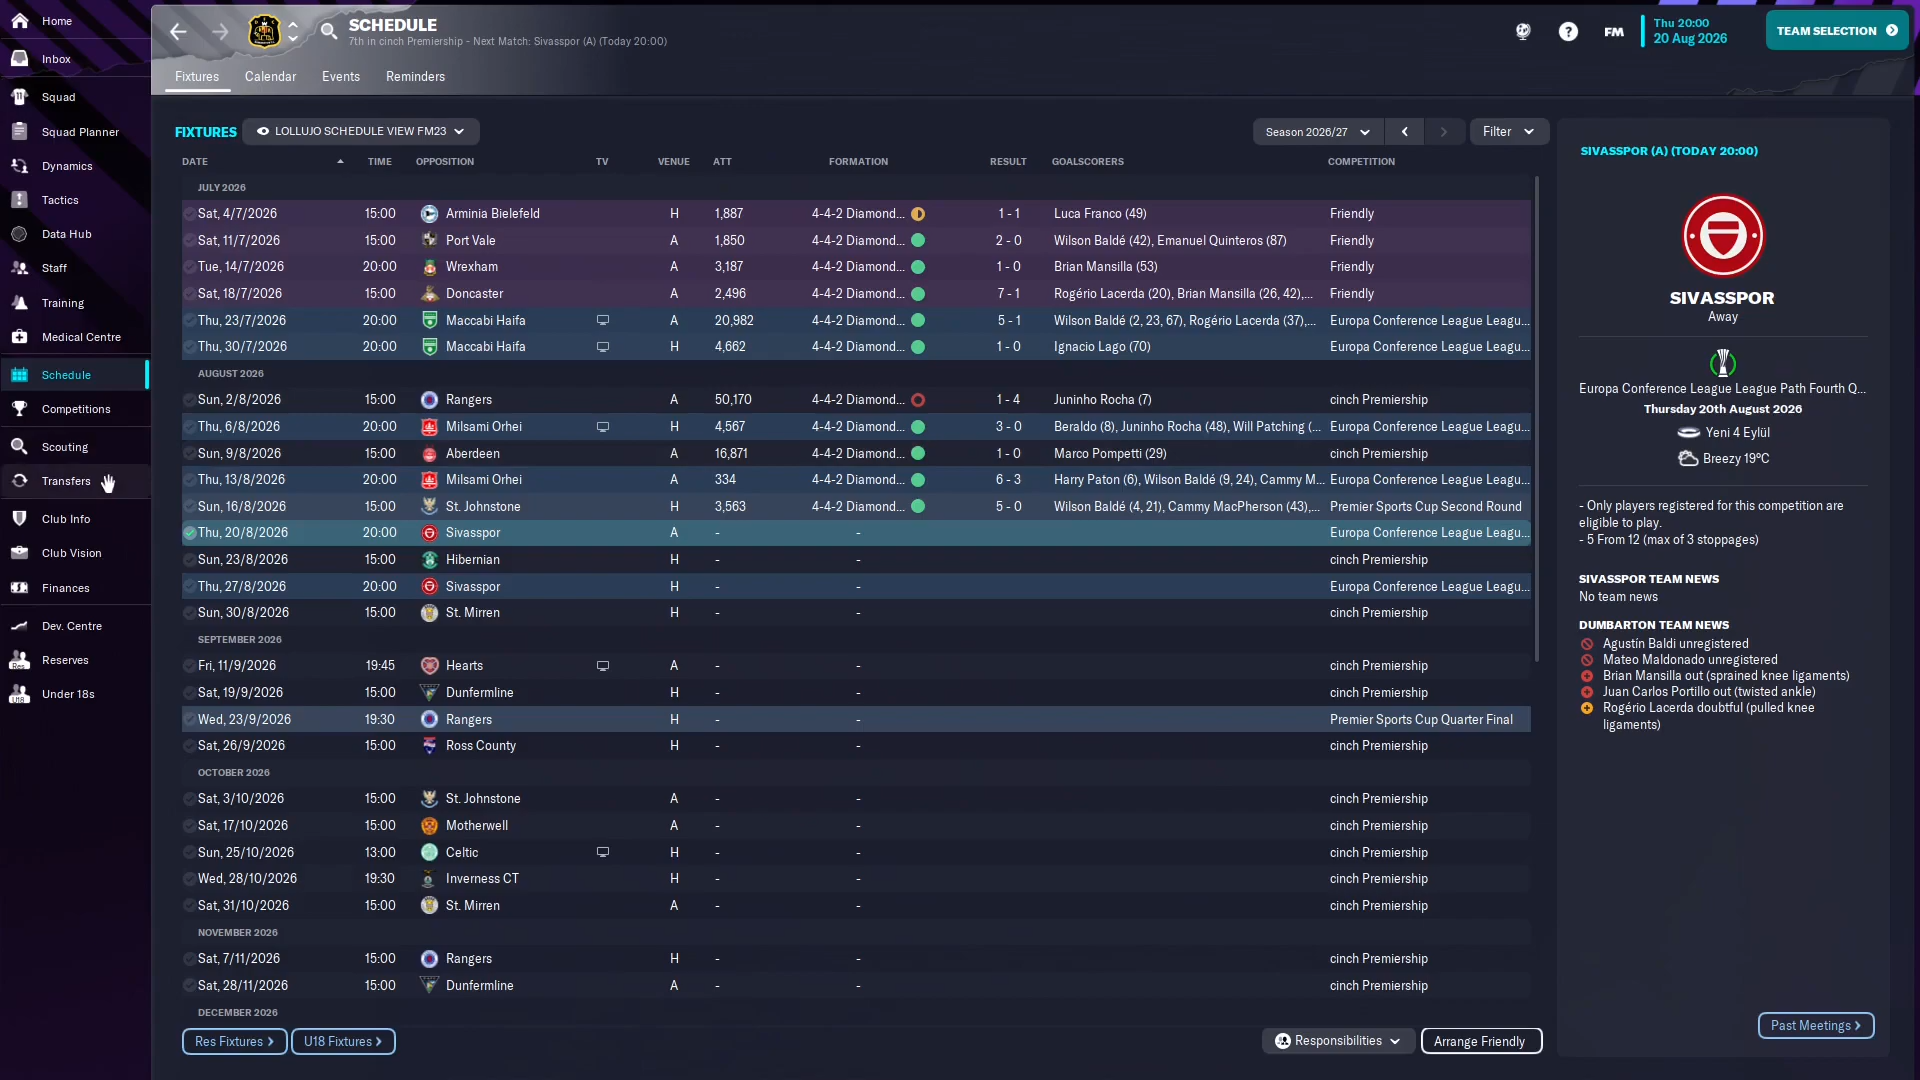 Home
Inbox
Squad
Squad Planner
Dynamics
Tactics
Data Hub
Staff
Training
Medical Centre
Schedule
Competitions
Scouting
Transfers
Club Info
Club Vision
Finances
Dev. Centre
Reserves
Under 18s
SCHEDULE
7th in cinch Premiership - Next Match: Sivasspor (A) (Today 20:00)
FM
Thu 20:00
20 Aug 2026
TEAM SELECTION
Fixtures Calendar Events Reminders
FIXTURES LOLLUJO SCHEDULE VIEW FM23 Season 2026/27 Filter
DATE TIME OPPOSITION TV VENUE ATT FORMATION RESULT GOALSCORERS COMPETITION
JULY 2026
Sat, 4/7/2026 15:00 Arminia Bielefeld H 1,887 4-4-2 Diamond... 1 - 1 Luca Franco (49) Friendly
Sat, 11/7/2026 15:00 Port Vale A 1,850 4-4-2 Diamond... 2 - 0 Wilson Baldé (42), Emanuel Quinteros (87) Friendly
Tue, 14/7/2026 20:00 Wrexham A 3,187 4-4-2 Diamond... 1 - 0 Brian Mansilla (53) Friendly
Sat, 18/7/2026 15:00 Doncaster A 2,496 4-4-2 Diamond... 7 - 1 Rogério Lacerda (20), Brian Mansilla (26, 42),... Friendly
Thu, 23/7/2026 20:00 Maccabi Haifa A 20,982 4-4-2 Diamond... 5 - 1 Wilson Baldé (2, 23, 67), Rogério Lacerda (37),... Europa Conference League Leagu...
Thu, 30/7/2026 20:00 Maccabi Haifa H 4,662 4-4-2 Diamond... 1 - 0 Ignacio Lago (70) Europa Conference League Leagu...
AUGUST 2026
Sun, 2/8/2026 15:00 Rangers A 50,170 4-4-2 Diamond... 1 - 4 Juninho Rocha (7) cinch Premiership
Thu, 6/8/2026 20:00 Milsami Orhei H 4,567 4-4-2 Diamond... 3 - 0 Beraldo (8), Juninho Rocha (48), Will Patching (... Europa Conference League Leagu...
Sun, 9/8/2026 15:00 Aberdeen A 16,871 4-4-2 Diamond... 1 - 0 Marco Pompetti (29) cinch Premiership
Thu, 13/8/2026 20:00 Milsami Orhei A 334 4-4-2 Diamond... 6 - 3 Harry Paton (6), Wilson Baldé (9, 24), Cammy M... Europa Conference League Leagu...
Sun, 16/8/2026 15:00 St. Johnstone H 3,563 4-4-2 Diamond... 5 - 0 Wilson Baldé (4, 21), Cammy MacPherson (43),... Premier Sports Cup Second Round
Thu, 20/8/2026 20:00 Sivasspor A - - Europa Conference League Leagu...
Sun, 23/8/2026 15:00 Hibernian H - - cinch Premiership
Thu, 27/8/2026 20:00 Sivasspor H - - Europa Conference League Leagu...
Sun, 30/8/2026 15:00 St. Mirren H - - cinch Premiership
SEPTEMBER 2026
Fri, 11/9/2026 19:45 Hearts A - - cinch Premiership
Sat, 19/9/2026 15:00 Dunfermline H - - cinch Premiership
Wed, 23/9/2026 19:30 Rangers H - - Premier Sports Cup Quarter Final
Sat, 26/9/2026 15:00 Ross County H - - cinch Premiership
OCTOBER 2026
Sat, 3/10/2026 15:00 St. Johnstone A - - cinch Premiership
Sat, 17/10/2026 15:00 Motherwell A - - cinch Premiership
Sun, 25/10/2026 13:00 Celtic H - - cinch Premiership
Wed, 28/10/2026 19:30 Inverness CT H - - cinch Premiership
Sat, 31/10/2026 15:00 St. Mirren A - - cinch Premiership
NOVEMBER 2026
Sat, 7/11/2026 15:00 Rangers H - - cinch Premiership
Sat, 28/11/2026 15:00 Dunfermline A - - cinch Premiership
DECEMBER 2026
Res Fixtures U18 Fixtures Responsibilities Arrange Friendly
SIVASSPOR (A) (TODAY 20:00)
SIVASSPOR
Away
Europa Conference League League Path Fourth Q...
Thursday 20th August 2026
Yeni 4 Eylül
Breezy 19ºC
- Only players registered for this competition are
eligible to play.
- 5 From 12 (max of 3 stoppages)
SIVASSPOR TEAM NEWS
No team news
DUMBARTON TEAM NEWS
Agustín Baldi unregistered
Mateo Maldonado unregistered
Brian Mansilla out (sprained knee ligaments)
Juan Carlos Portillo out (twisted ankle)
Rogério Lacerda doubtful (pulled knee
ligaments)
Past Meetings